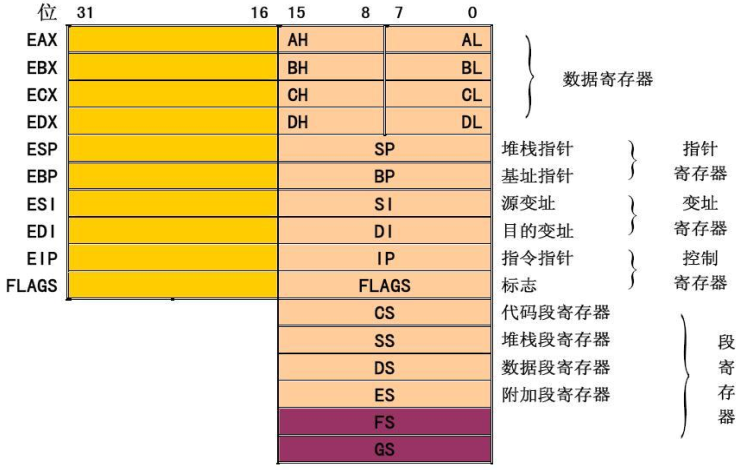 位 31 16 15 8 7 0
EAX AH AL
EBX BH BL
数据寄存器
ECX CH CL
EDX DH DL
ESP SP 堆栈指针 指针
EBP BP 基址指针 寄存器
ESI SI 源变址 变址
EDI DI 目的变址 寄存器
EIP IP 指令指针 控制
FLAGS FLAGS 标志 寄存器
CS 代码段寄存器
SS 堆栈段寄存器 段
DS 数据段寄存器 寄
ES 附加段寄存器 存
FS 器
GS